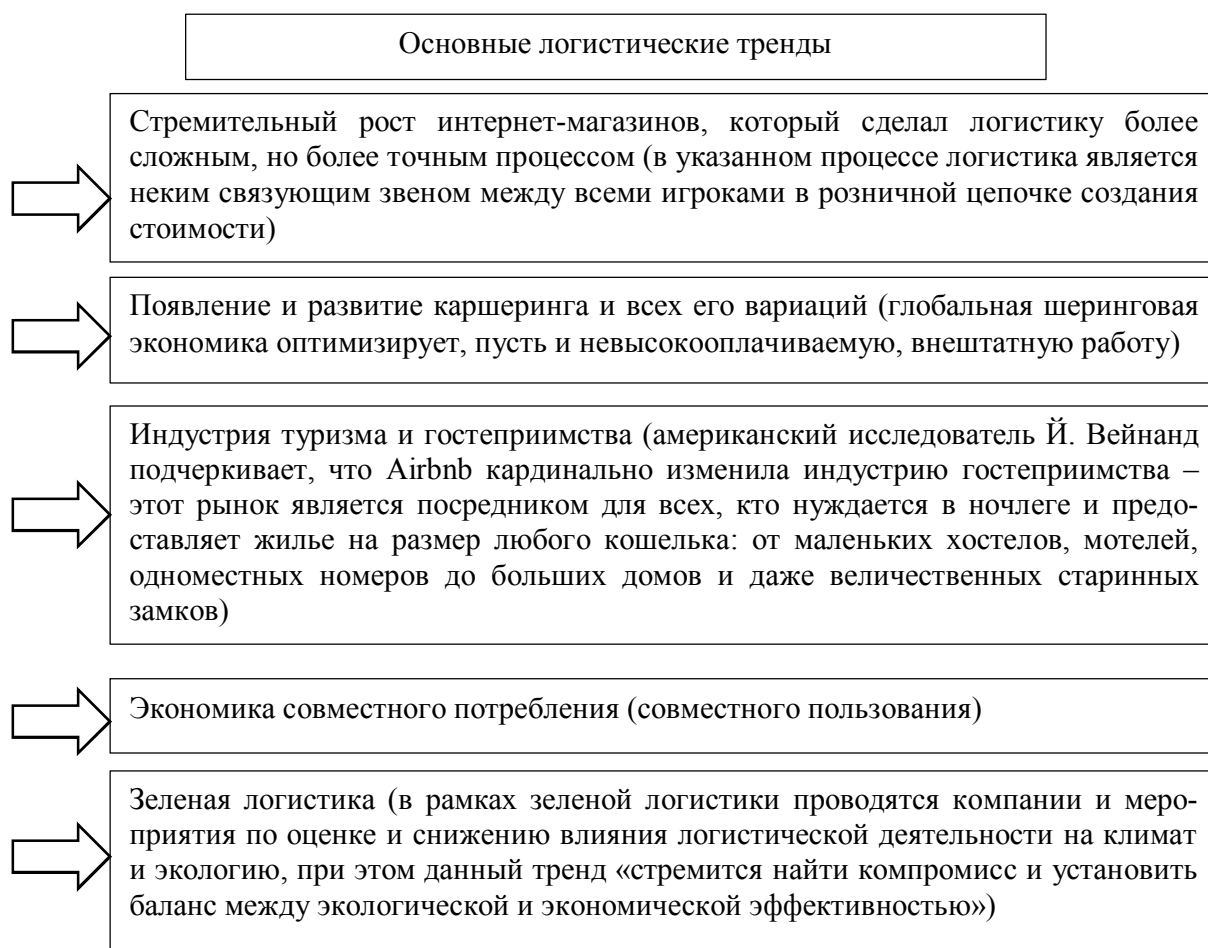 Основные логистические тренды
Стремительный рост интернет-магазинов, который сделал логистику более
сложным, но более точным процессом (в указанном процессе логистика является
неким связующим звеном между всеми игроками в розничной цепочке создания
стоимости)
Появление и развитие каршеринга и всех его вариаций (глобальная шеринговая
экономика оптимизирует, пусть и невысокооплачиваемую, внештатную работу)
Индустрия туризма и гостеприимства (американский исследователь Й. Вейнанд
подчеркивает, что Airbnb кардинально изменила индустрию гостеприимства –
этот рынок является посредником для всех, кто нуждается в ночлеге и предо-
ставляет жилье на размер любого кошелька: от маленьких хостелов, мотелей,
одноместных номеров до больших домов и даже величественных старинных
замков)
Экономика совместного потребления (совместного пользования)
Зеленая логистика (в рамках зеленой логистики проводятся компании и меро-
приятия по оценке и снижению влияния логистической деятельности на климат
и экологию, при этом данный тренд «стремится найти компромисс и установить
баланс между экологической и экономической эффективностью»)